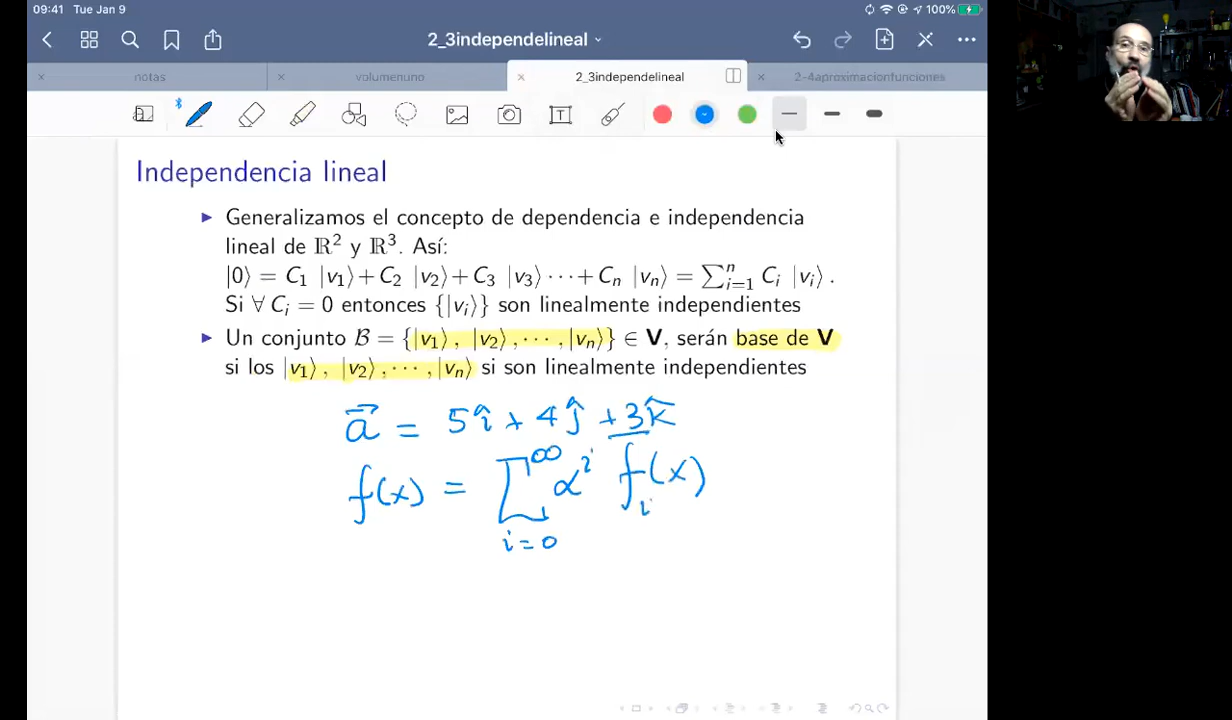 09:41 Tue Jan 9 100%
2_3independelineal
notas volumenuno 2_3independelineal 2-4aproximacionfunciones
Independencia lineal
Generalizamos el concepto de dependencia e independencia
lineal de ℝ² y ℝ³. Así:
|0⟩ = C₁ |v₁⟩ + C₂ |v₂⟩ + C₃ |v₃⟩ ··· + Cₙ |vₙ⟩ = ∑ⁿᵢ₌₁ Cᵢ |vᵢ⟩ .
Si ∀ Cᵢ = 0 entonces {|vᵢ⟩} son linealmente independientes
Un conjunto ℬ = {|v₁⟩ , |v₂⟩ , ··· , |vₙ⟩} ∈ V, serán base de V
si los |v₁⟩ , |v₂⟩ , ··· , |vₙ⟩ si son linealmente independientes
a⃗ = 5î + 4ĵ + 3k̂
f(x) = ∑^∞_{i=0} αⁱ fᵢ(x)